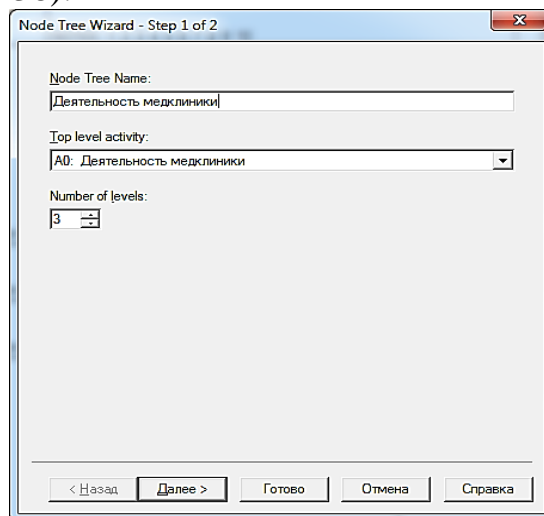 Node Tree Wizard - Step 1 of 2
Node Tree Name:
Деятельность медклиники
Top level activity:
A0: Деятельность медклиники
Number of levels:
3
< Назад Далее > Готово Отмена Справка